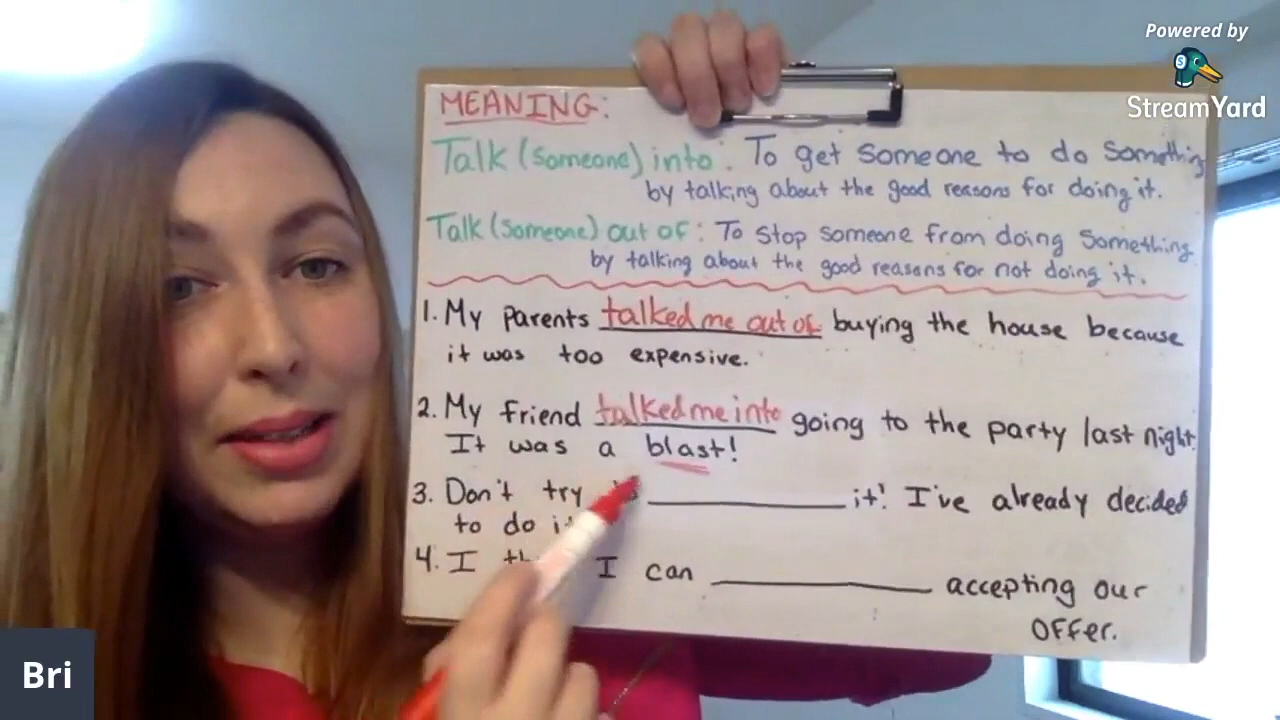 Powered by
StreamYard
MEANING:
Talk (someone) into: To get someone to do something
by talking about the good reasons for doing it.
Talk (someone) out of: To stop someone from doing something
by talking about the good reasons for not doing it.
1. My parents talked me out of buying the house because
it was too expensive.
2. My friend talked me into going to the party last night.
It was a blast!
3. Don't try it! I've already decided
to do it
4. I I can accepting our
offer.
Bri